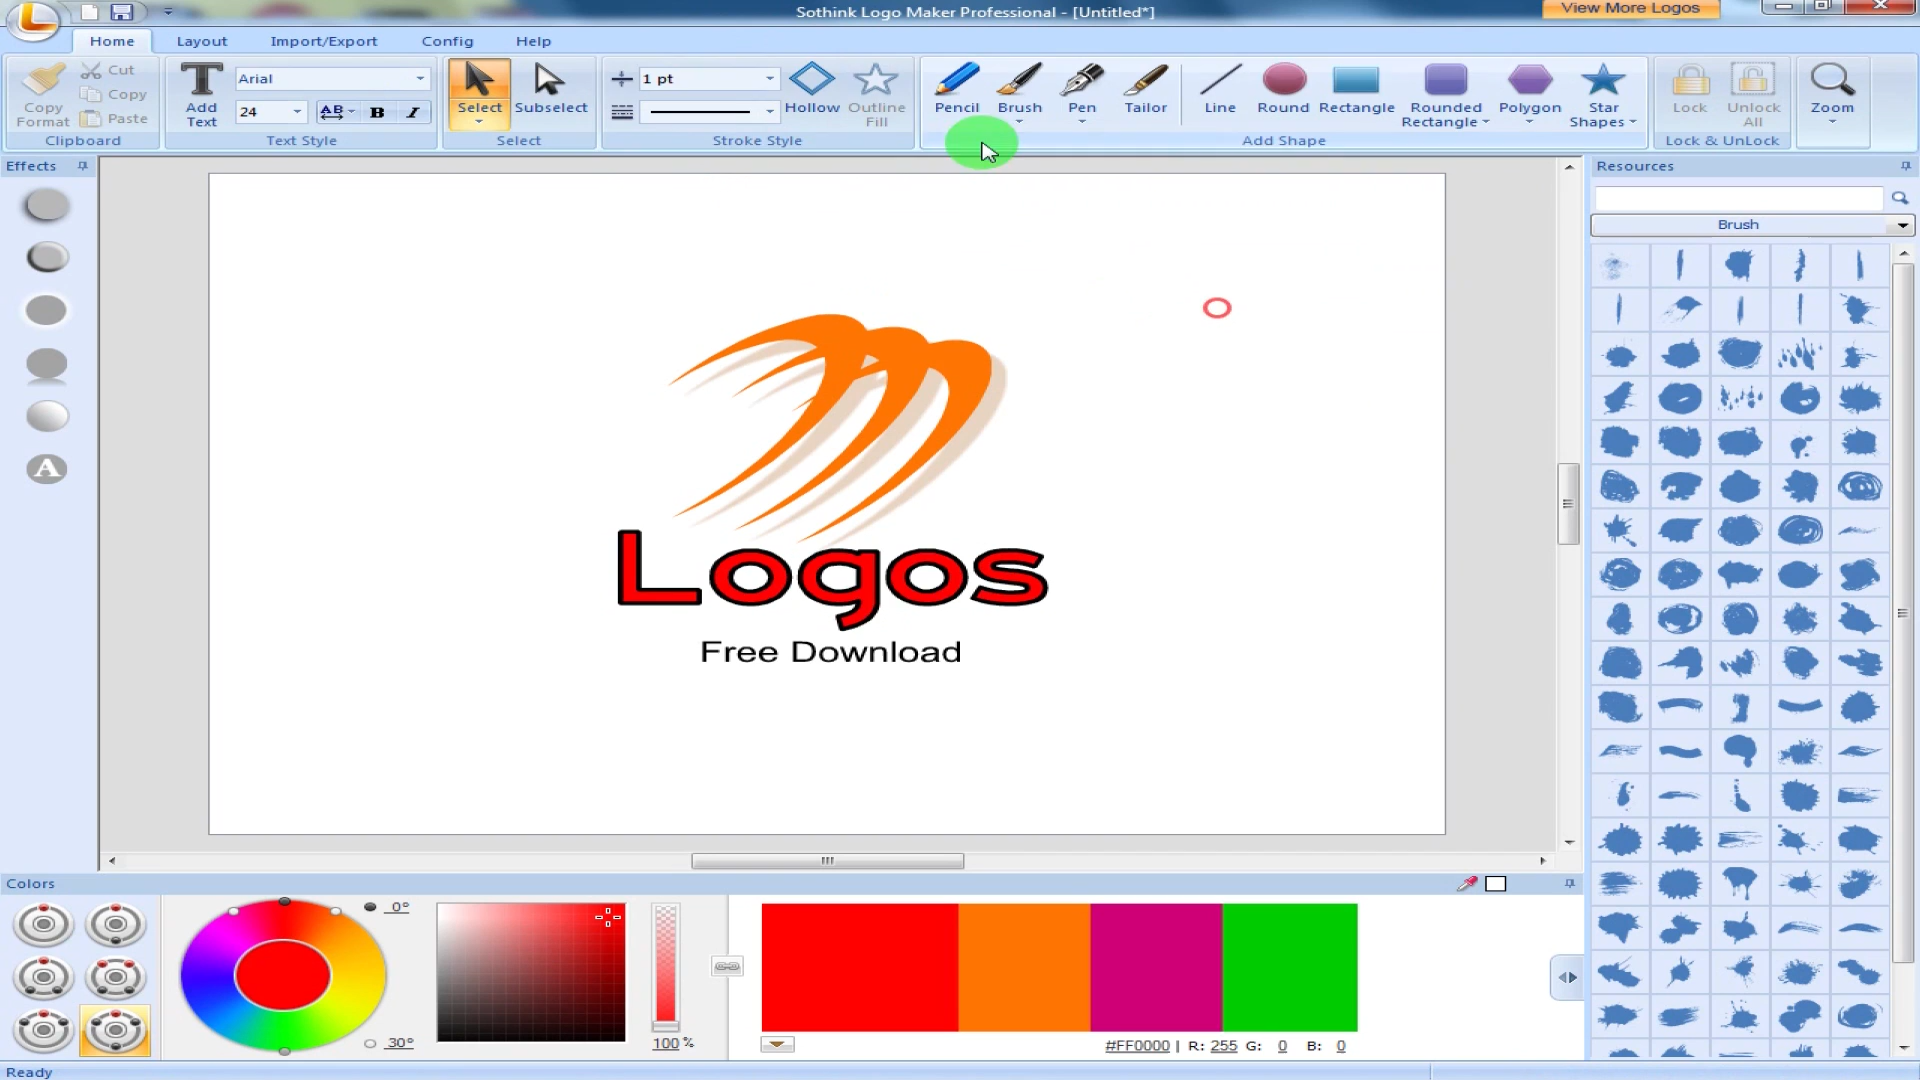 Sothink Logo Maker Professional - [Untitled*]
View More Logos
Home
Layout
Import/Export
Config
Help
Copy Format
Cut
Copy
Paste
Clipboard
Add Text
Arial
24
AB
B
I
Text Style
Select
Subselect
Select
1 pt
Hollow
Outline Fill
Stroke Style
Pencil
Brush
Pen
Tailor
Line
Round
Rectangle
Rounded Rectangle
Polygon
Star Shapes
Add Shape
Lock
Unlock All
Lock & UnLock
Zoom
Effects
A
Resources
Brush
Logos
Free Download
Colors
0°
30°
100 %
#FF0000 | R: 255 G: 0 B: 0
Ready